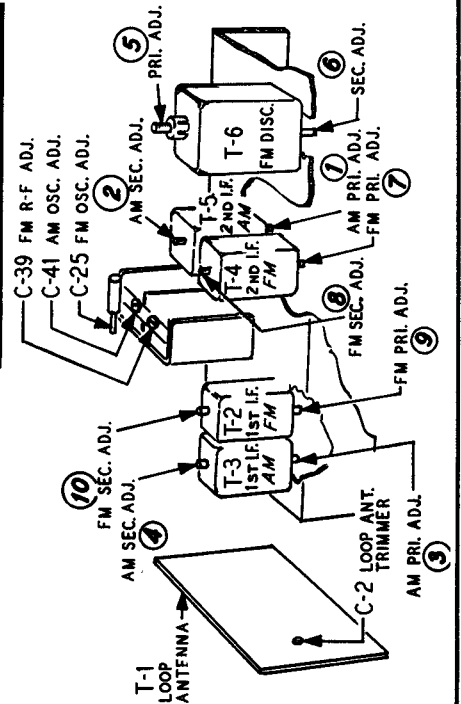 C-39 FM R-F ADJ.
C-41 AM OSC. ADJ.
C-25 FM OSC. ADJ.
⑤
PRI. ADJ.
②
AM SEC. ADJ.
T-6
FM DISC.
⑥
SEC. ADJ.
T-5
2ND I.F.
AM
T-4
2ND I.F.
FM
①
AM PRI. ADJ.
FM PRI. ADJ.
⑦
⑧
FM SEC. ADJ.
⑩
FM SEC. ADJ.
AM SEC. ADJ.
④
T-2
1ST I.F.
FM
T-3
1ST I.F.
AM
FM PRI. ADJ.
⑨
T-1
LOOP
ANTENNA
C-2 LOOP ANT.
TRIMMER
AM PRI. ADJ.
③